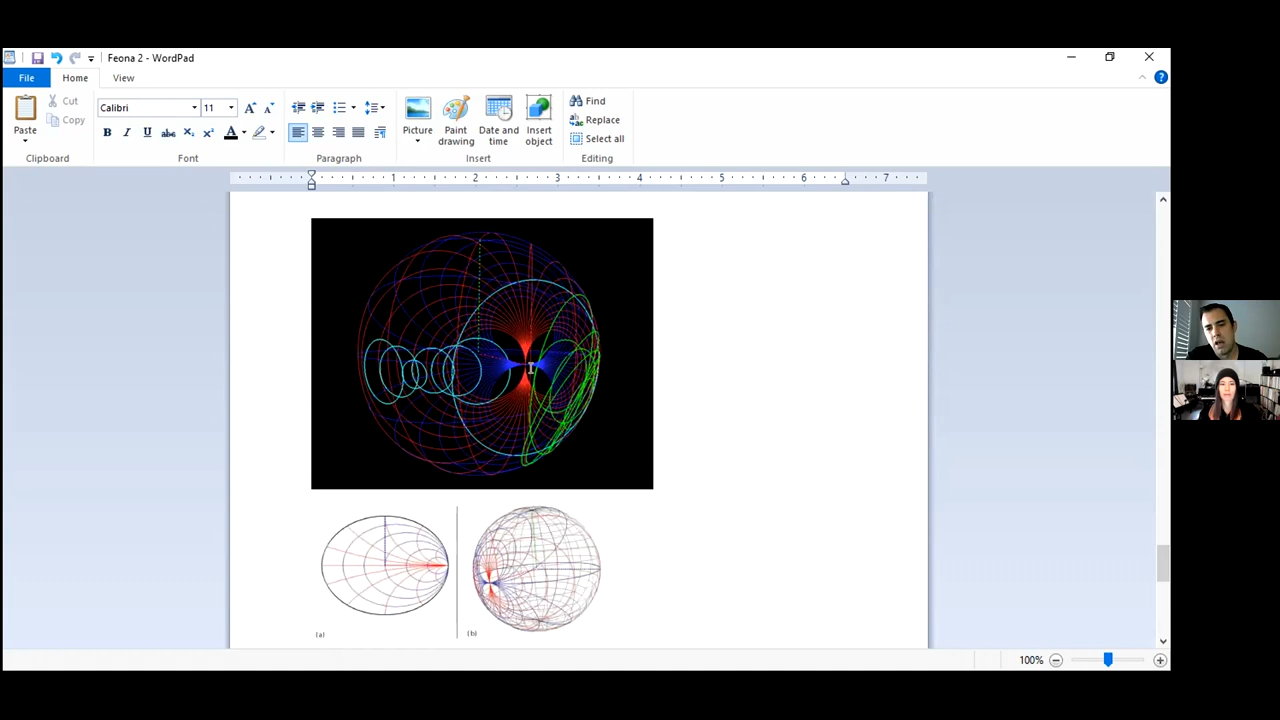 Feona 2 - WordPad
File Home View
Paste
Cut
Copy
Clipboard
Calibri 11
Font
Paragraph
Picture
Paint drawing
Date and time
Insert object
Insert
Find
Replace
Select all
Editing
1 2 3 4 5 6 7
(a) (b)
100%